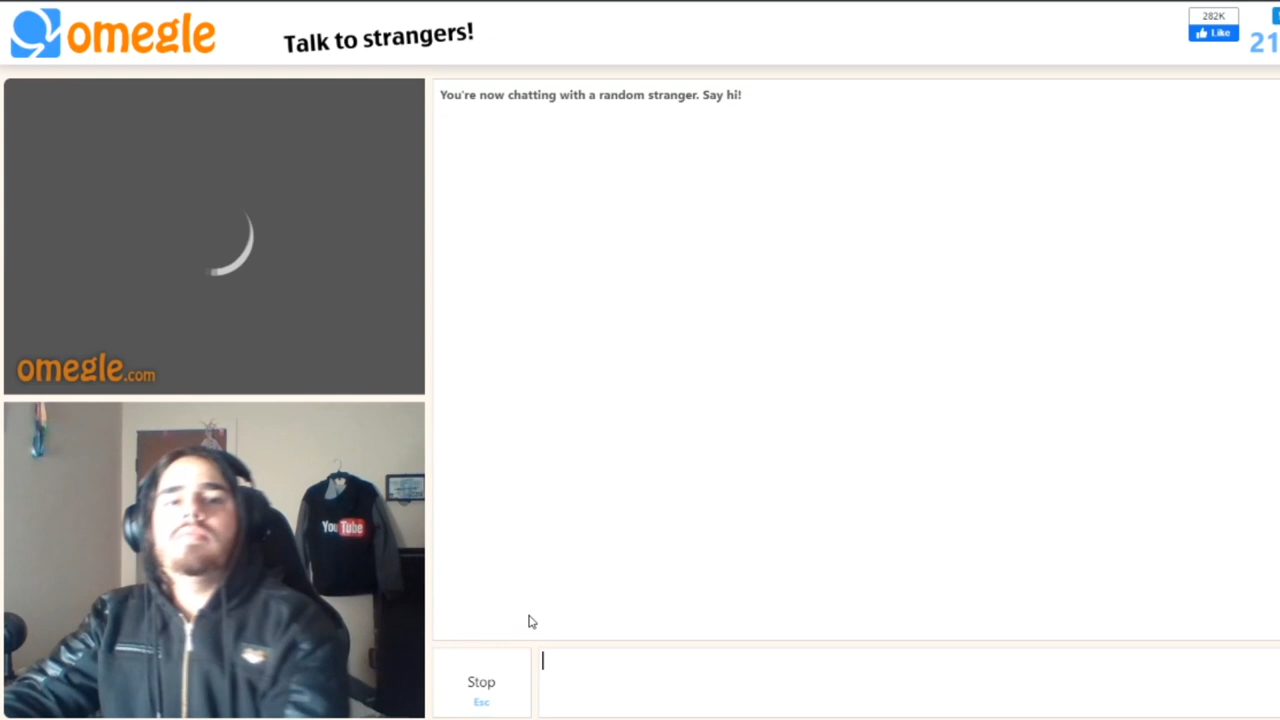 omegle
Talk to strangers!
282K
Like
21
You're now chatting with a random stranger. Say hi!
omegle.com
YouTube
Stop
Esc